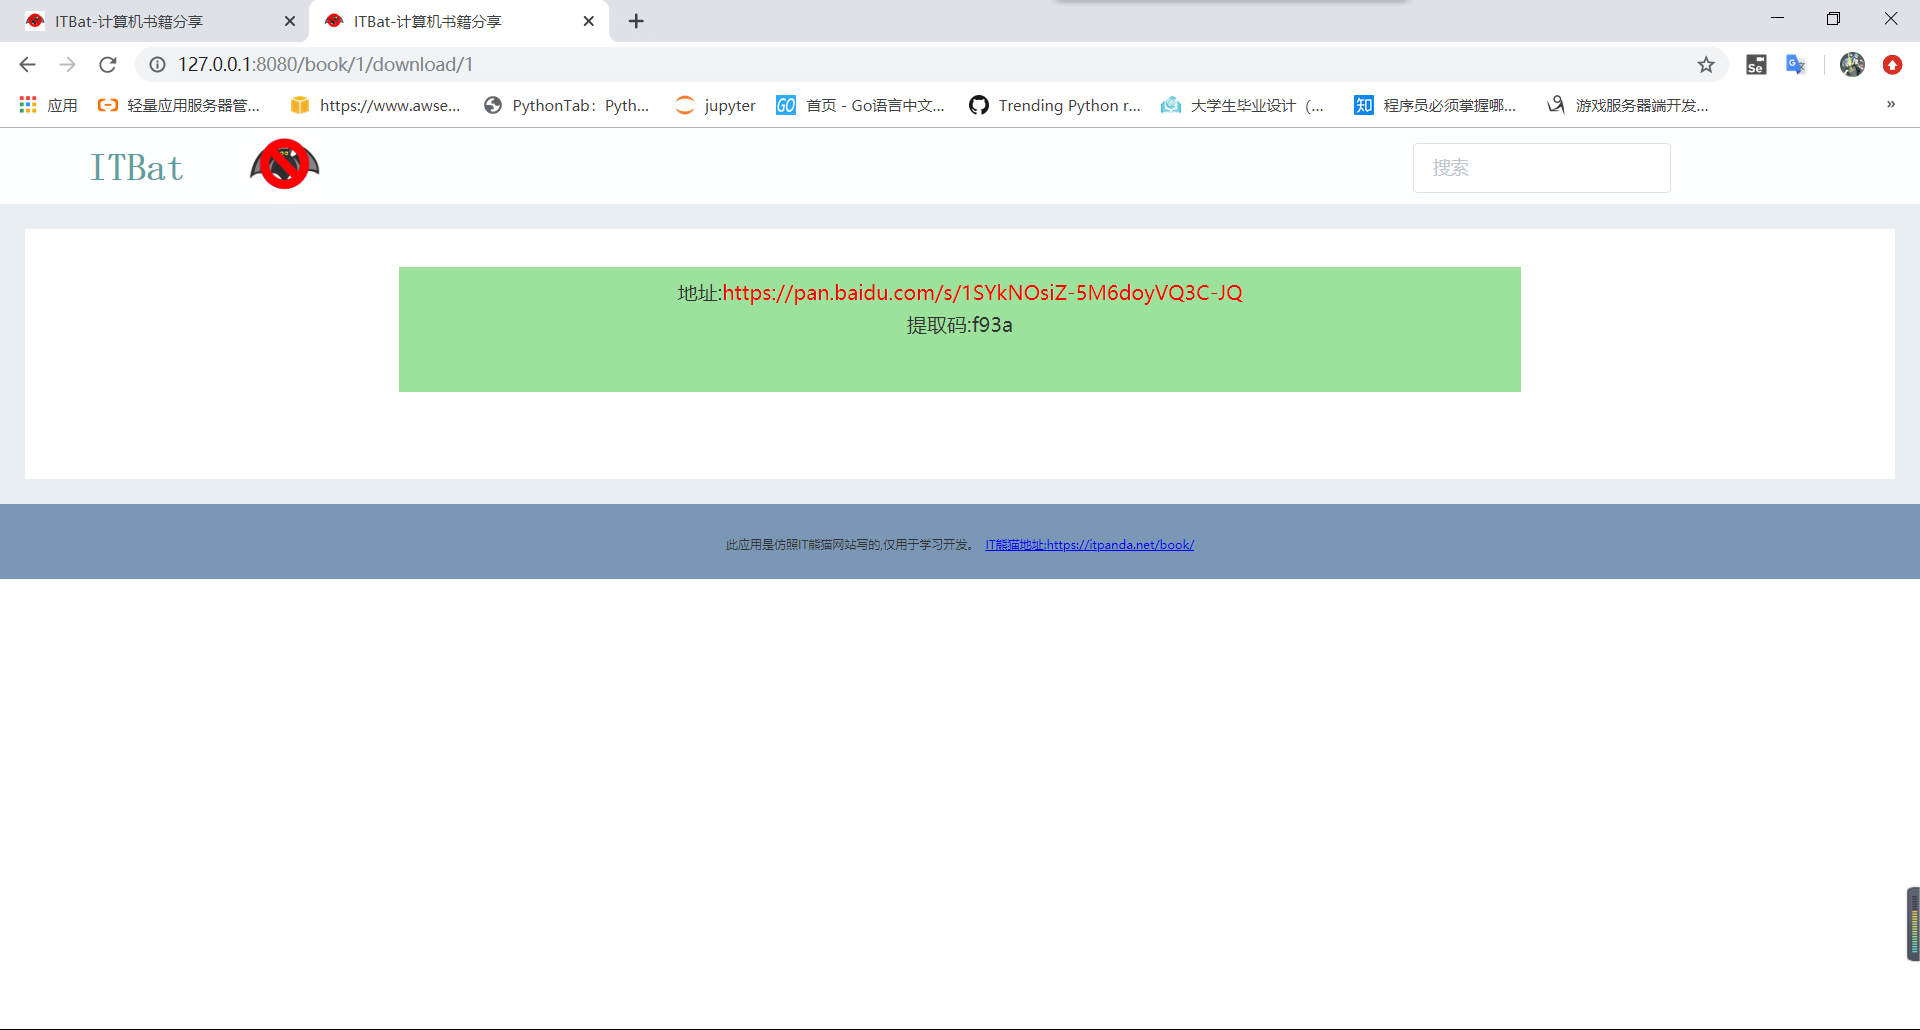 ITBat-计算机书籍分享
ITBat-计算机书籍分享
127.0.0.1:8080/book/1/download/1
应用
轻量应用服务器管...
https://www.awse...
PythonTab：Pyth...
jupyter
GO
首页 - Go语言中文...
Trending Python r...
大学生毕业设计（...
知
程序员必须掌握哪...
游戏服务器端开发...
»
Se
ITBat
搜索
地址:https://pan.baidu.com/s/1SYkNOsiZ-5M6doyVQ3C-JQ
提取码:f93a
此应用是仿照IT熊猫网站写的,仅用于学习开发。 IT熊猫地址:https://itpanda.net/book/